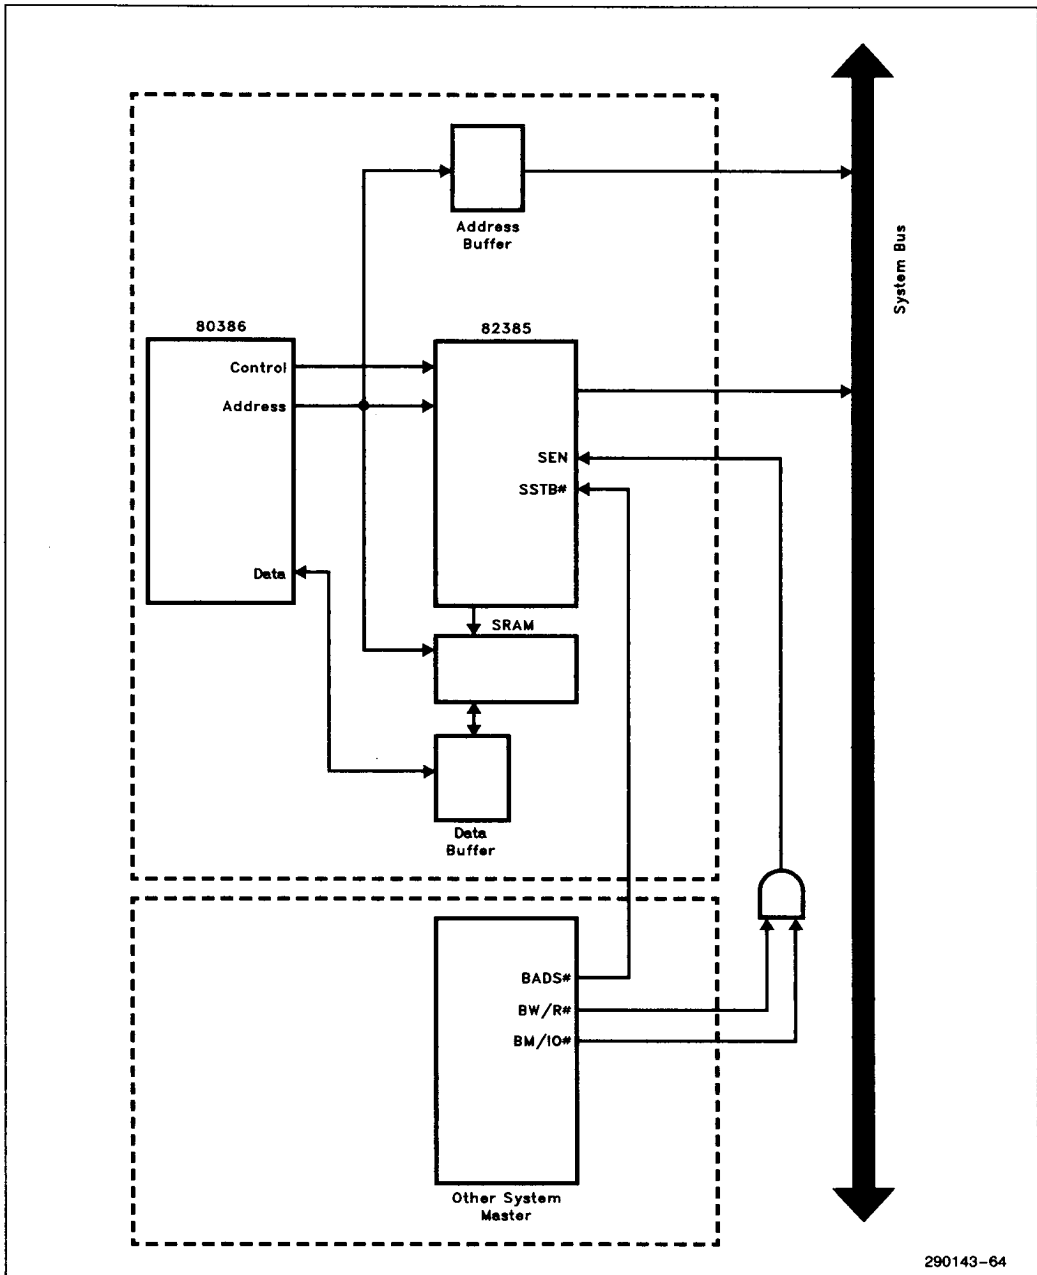 Address
Buffer
System Bus
80386
82385
Control
Address
SEN
SSTB#
Data
SRAM
Data
Buffer
BADS#
BW/R#
BM/IO#
Other System
Master
290143-64